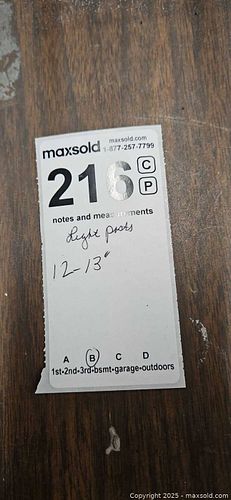 maxsold
maxsold.com
1-877-257-7799
216
C
P
notes and measurements
Light posts
12-13"
A B C D
1st•2nd•3rd•bsmt•garage•outdoors
Copyright 2025 - maxsold.com